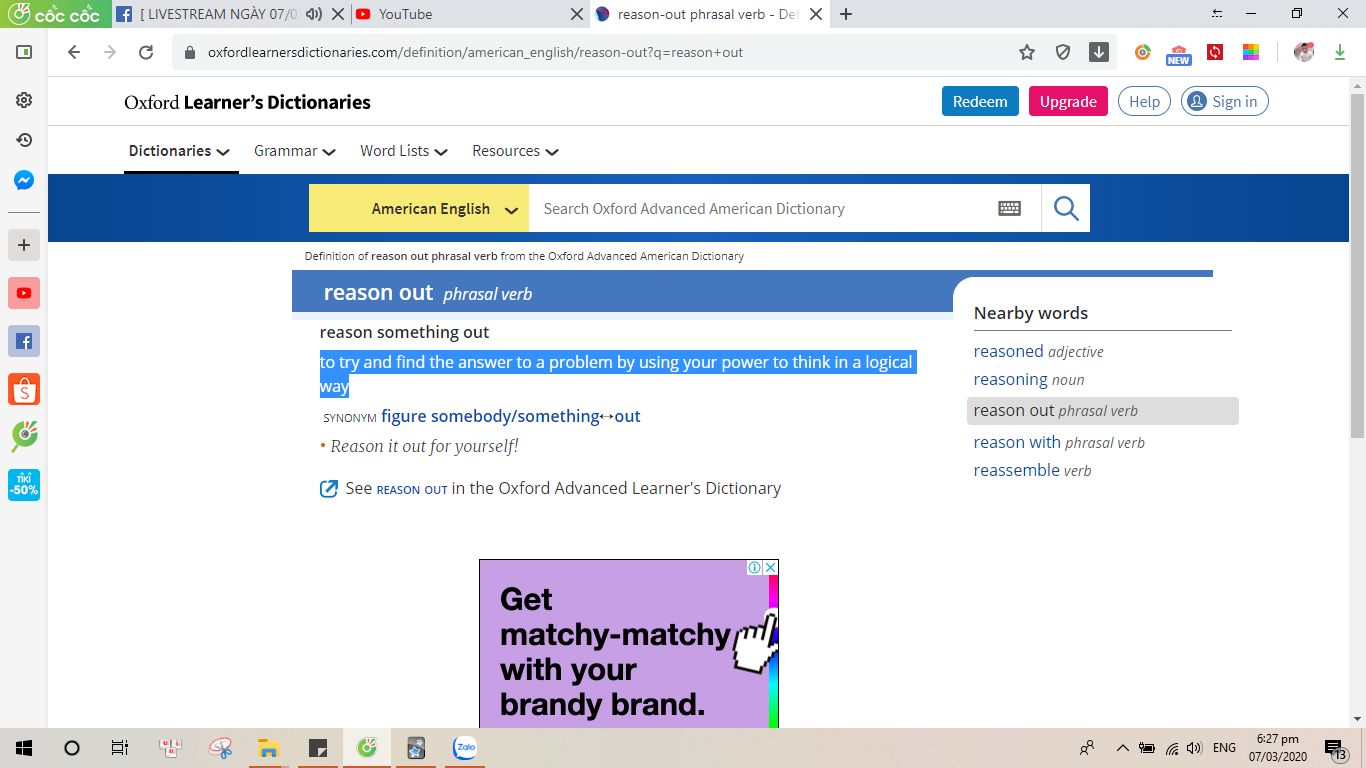 cốc cốc
[ LIVESTREAM NGÀY 07/0
YouTube
reason-out phrasal verb - De
oxfordlearnersdictionaries.com/definition/american_english/reason-out?q=reason+out
NEW
Oxford Learner's Dictionaries
Redeem
Upgrade
Help
Sign in
Dictionaries
Grammar
Word Lists
Resources
American English
Search Oxford Advanced American Dictionary
Definition of reason out phrasal verb from the Oxford Advanced American Dictionary
reason out phrasal verb
reason something out
to try and find the answer to a problem by using your power to think in a logical
way
SYNONYM figure somebody/something↔out
• Reason it out for yourself!
See REASON OUT in the Oxford Advanced Learner's Dictionary
Nearby words
reasoned adjective
reasoning noun
reason out phrasal verb
reason with phrasal verb
reassemble verb
TIKI
-50%
Get
matchy-matchy
with your
brandy brand.
Zalo
ENG
6:27 pm
07/03/2020
13